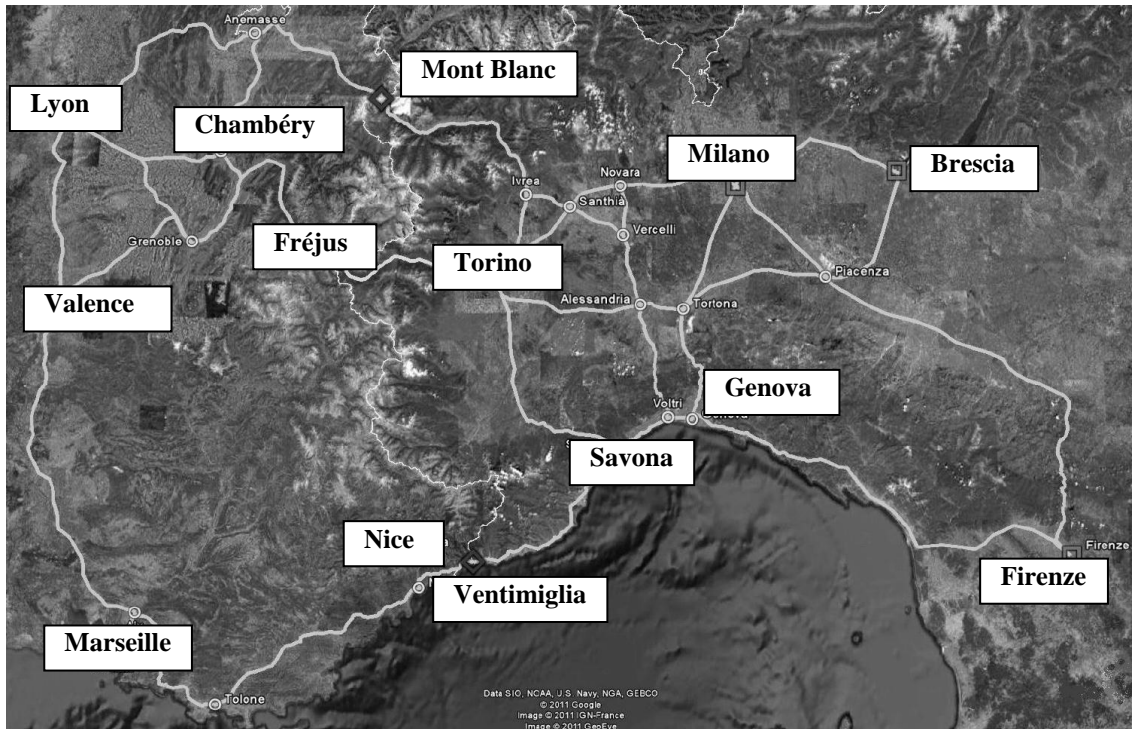 Anemasse
Mont Blanc
Lyon
Chambéry
Milano
Brescia
Novara
Ivrea
Santhià
Vercelli
Grenoble
Fréjus
Torino
Piacenza
Valence
Alessandria
Tortona
Genova
Voltri
Savona
Nice
Firenze
Ventimiglia
Firenze
Marseille
Tolone
Data SIO, NOAA, U.S. Navy, NGA, GEBCO
© 2011 Google
Image © 2011 IGN-France
Image © 2011 GeoEye